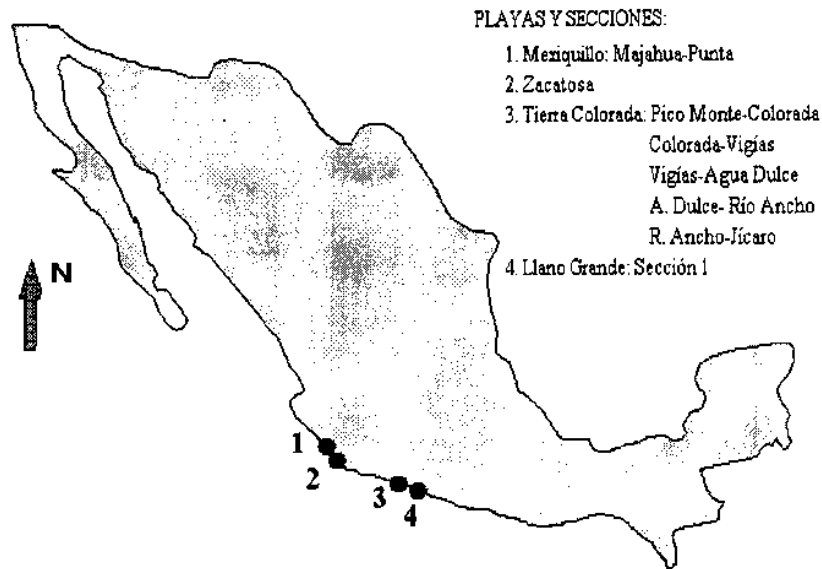 PLAYAS Y SECCIONES:
1. Mexiquillo: Majahua-Punta
2. Zacatosa
3. Tierra Colorada: Pico Monte-Colorada
Colorada-Vigías
Vigías-Agua Dulce
A. Dulce- Río Ancho
R. Ancho-Jícaro
4. Llano Grande: Sección 1
N
1
2
3
4